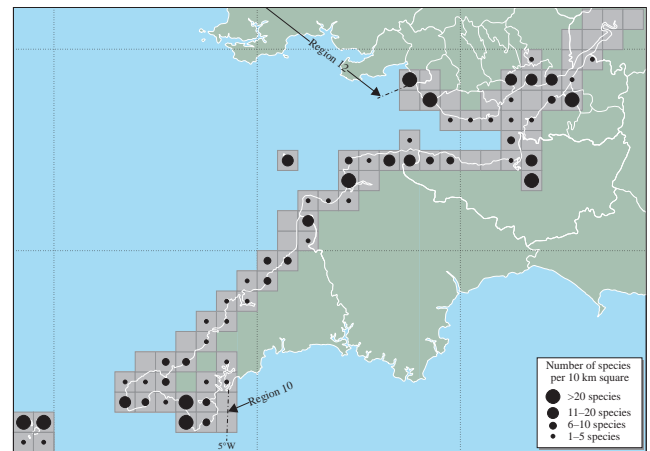 Region 12
Region 10
5°W
Number of species
per 10 km square
>20 species
11–20 species
6–10 species
1–5 species